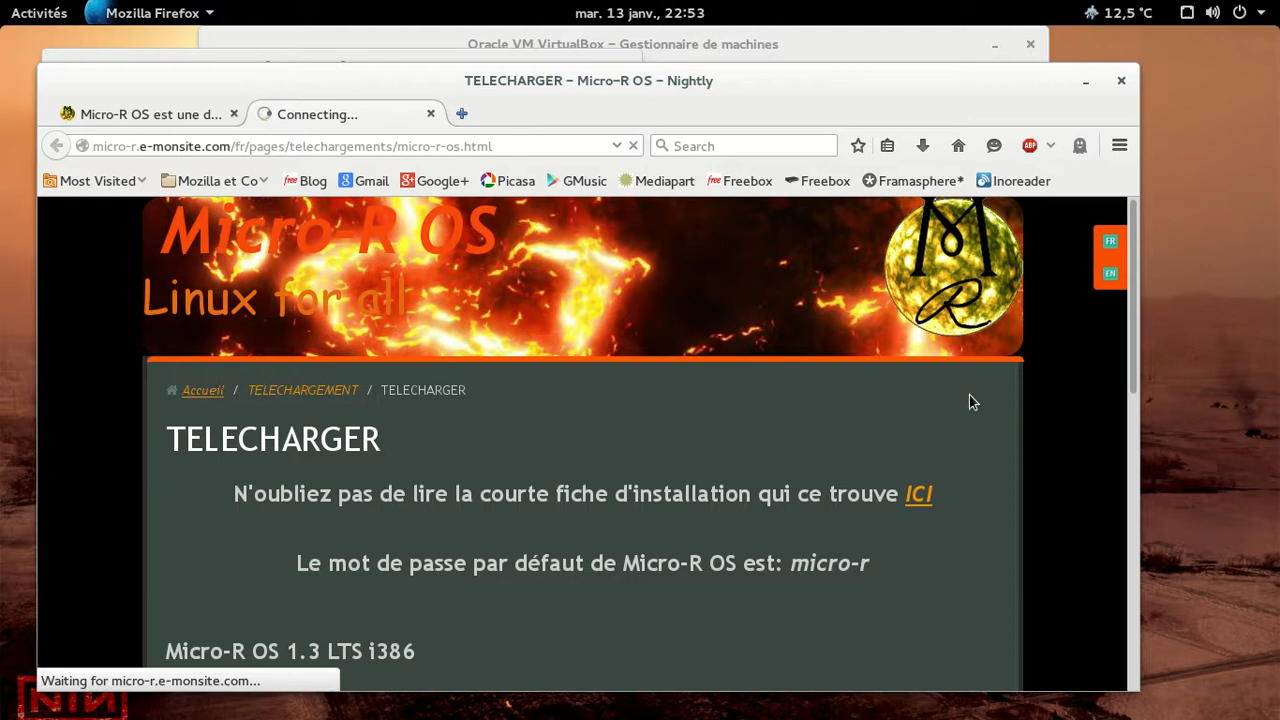 Activités Mozilla Firefox mar. 13 janv., 22:53 12,5 °C
Oracle VM VirtualBox – Gestionnaire de machines
TELECHARGER – Micro-R OS – Nightly
Micro-R OS est une d... Connecting...
micro-r.e-monsite.com/fr/pages/telechargements/micro-r-os.html Search ABP
Most Visited Mozilla et Co free Blog Gmail Google+ Picasa GMusic Mediapart free Freebox Freebox Framasphere* Inoreader
Micro-R OS
Linux for all
M
R
FR
EN
Accueil / TELECHARGEMENT / TELECHARGER
TELECHARGER
N'oubliez pas de lire la courte fiche d'installation qui ce trouve ICI
Le mot de passe par défaut de Micro-R OS est: micro-r
Micro-R OS 1.3 LTS i386
Waiting for micro-r.e-monsite.com...